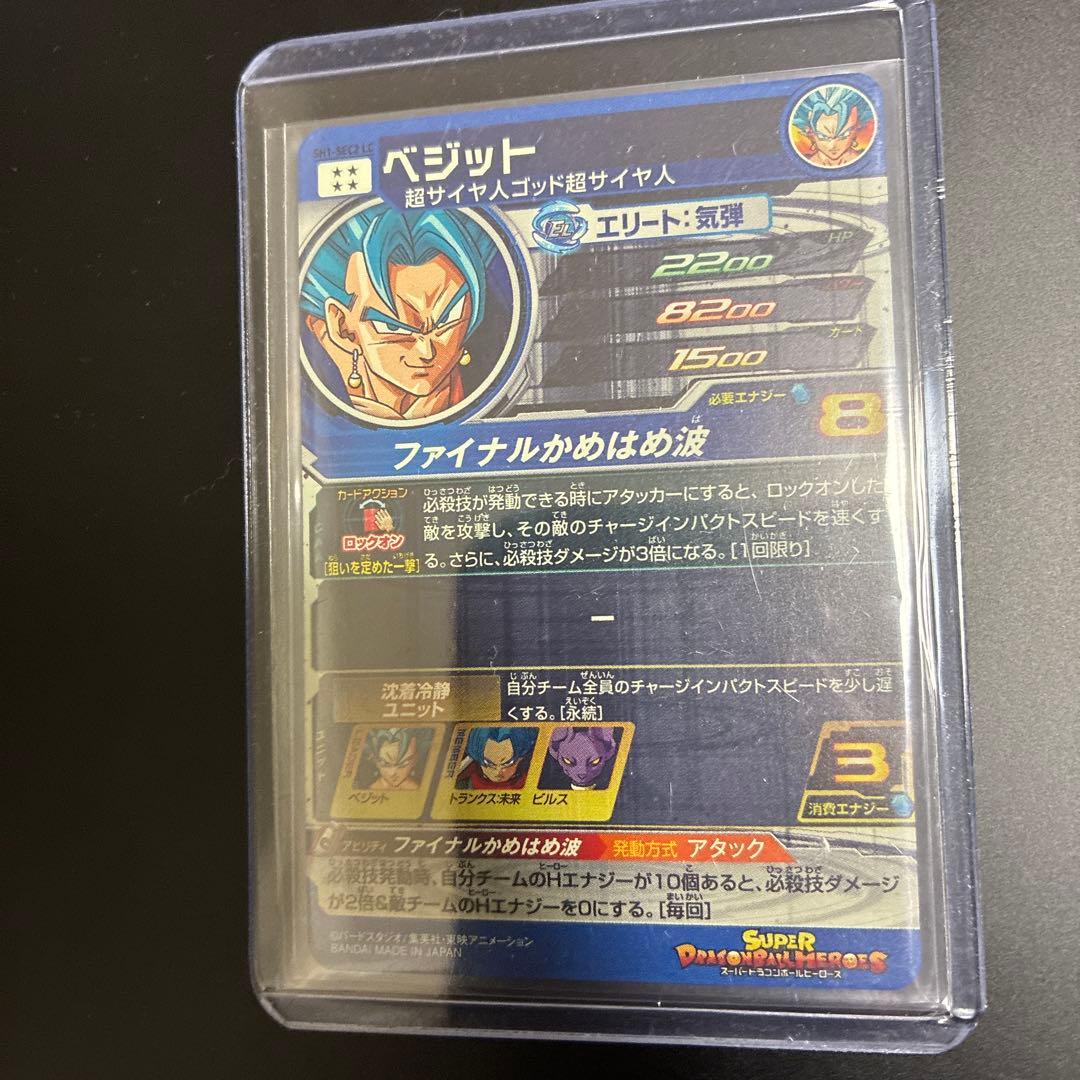 SH1-SEC2 LC
ベジット
超サイヤ人ゴッド超サイヤ人
エリート:気弾
HP
2200
パワー
8200
ガード
1500
必要エナジー 8
ファイナルかめはめ波
カードアクション
ロックオン
[狙いを定めた一撃]
必殺技が発動できる時にアタッカーにすると、ロックオンした
敵を攻撃し、その敵のチャージインパクトスピードを速くす
る。さらに、必殺技ダメージが3倍になる。[1回限り]
ー
沈着冷静
ユニット
自分チーム全員のチャージインパクトスピードを少し遅
くする。[永続]
ベジット
トランクス:未来
ビルス
3
消費エナジー
アビリティ ファイナルかめはめ波 発動方式 アタック
必殺技発動時、自分チームのHエナジーが10個あると、必殺技ダメージ
が2倍&敵チームのHエナジーを0にする。[毎回]
©バードスタジオ/集英社・東映アニメーション
BANDAI MADE IN JAPAN
SUPER
DRAGONBALL HEROES
スーパードラゴンボールヒーローズ